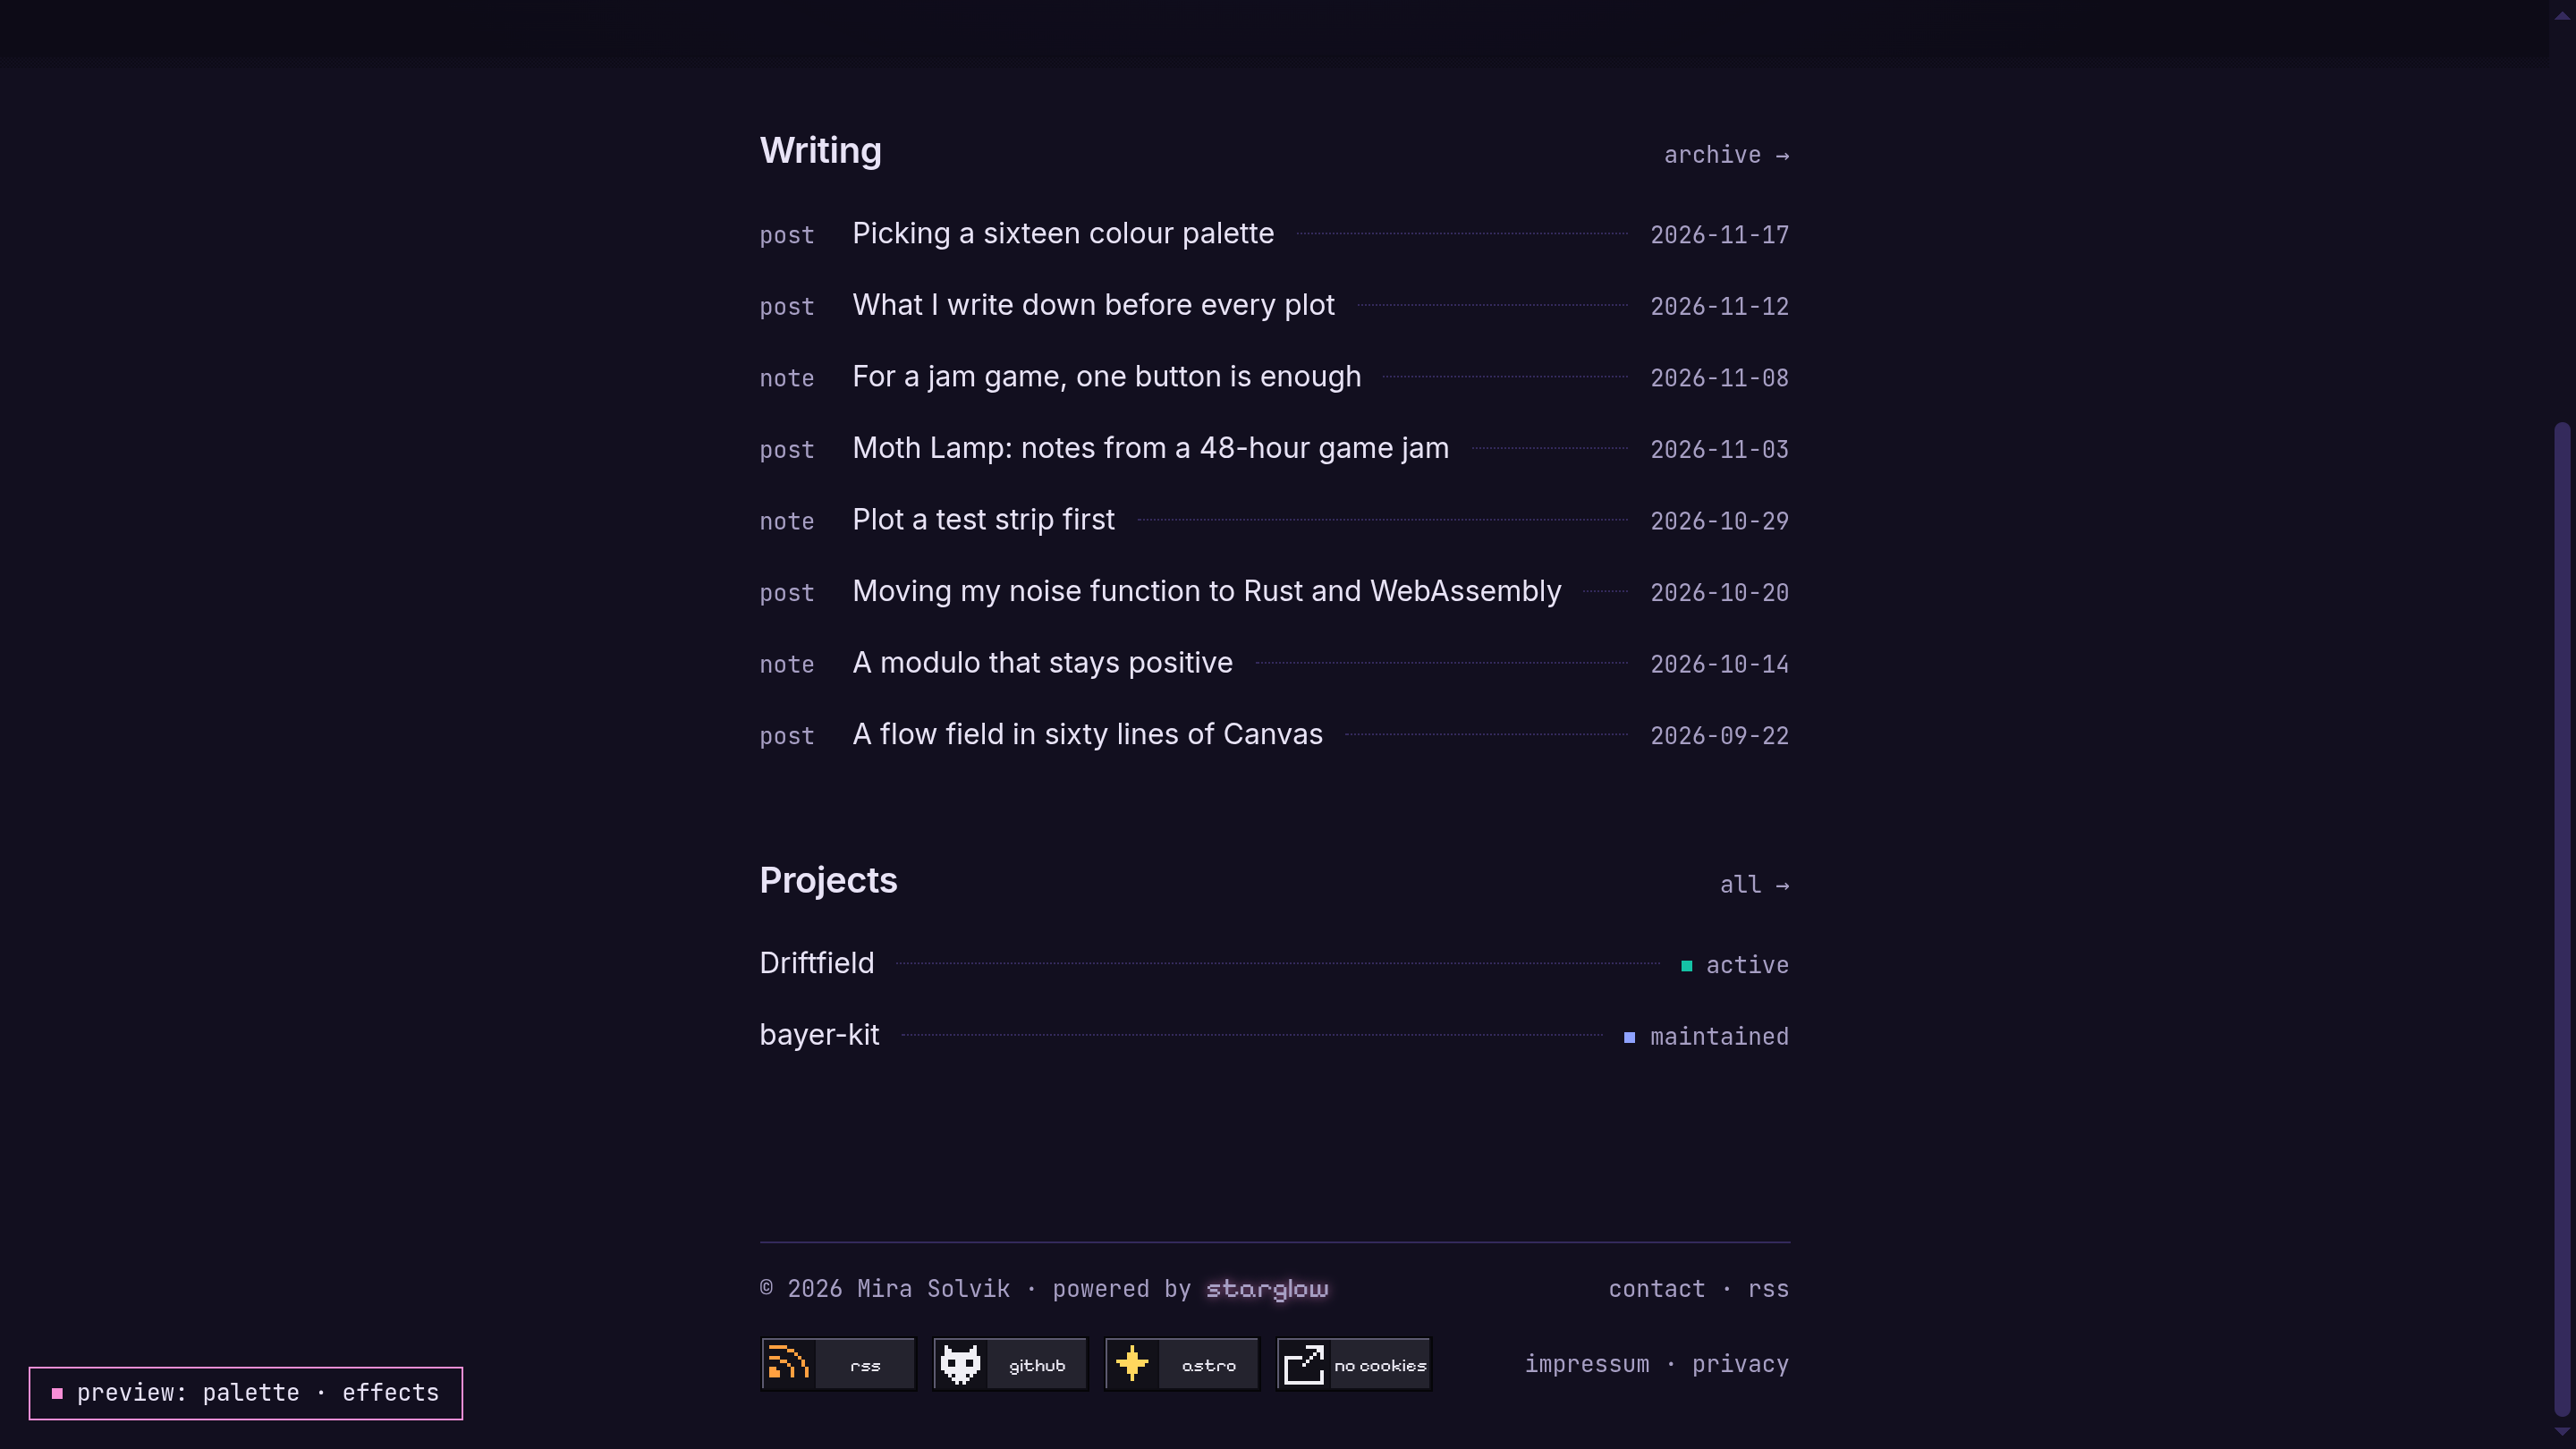 Writing archive →
post Picking a sixteen colour palette 2026-11-17
post What I write down before every plot 2026-11-12
note For a jam game, one button is enough 2026-11-08
post Moth Lamp: notes from a 48-hour game jam 2026-11-03
note Plot a test strip first 2026-10-29
post Moving my noise function to Rust and WebAssembly 2026-10-20
note A modulo that stays positive 2026-10-14
post A flow field in sixty lines of Canvas 2026-09-22
Projects all →
Driftfield active
bayer-kit maintained
© 2026 Mira Solvik · powered by starglow contact · rss
rss github astro no cookies impressum · privacy
preview: palette · effects